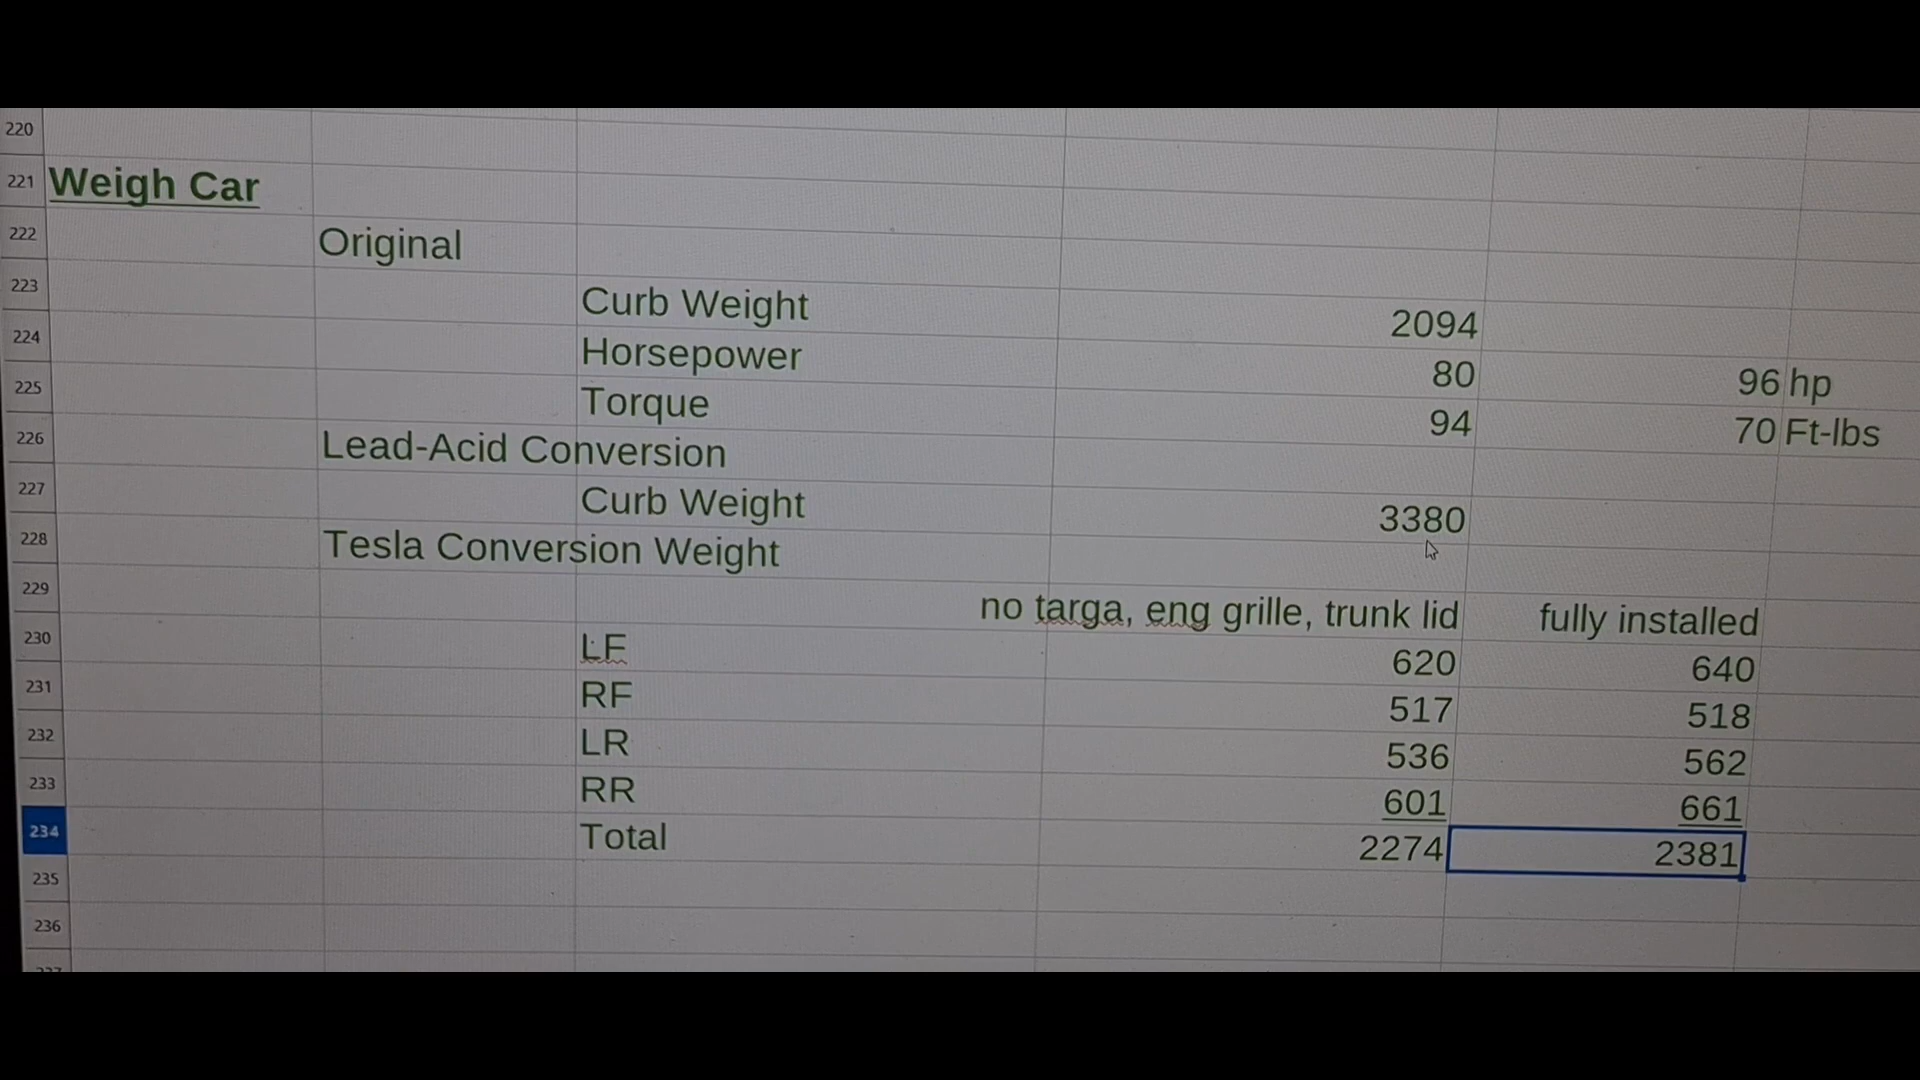 220
221 Weigh Car
222 Original
223 Curb Weight 2094
224 Horsepower 80 96 hp
225 Torque 94 70 Ft-lbs
226 Lead-Acid Conversion
227 Curb Weight 3380
228 Tesla Conversion Weight
229 no targa, eng grille, trunk lid fully installed
230 LF 620 640
231 RF 517 518
232 LR 536 562
233 RR 601 661
234 Total 2274 2381
235
236
237